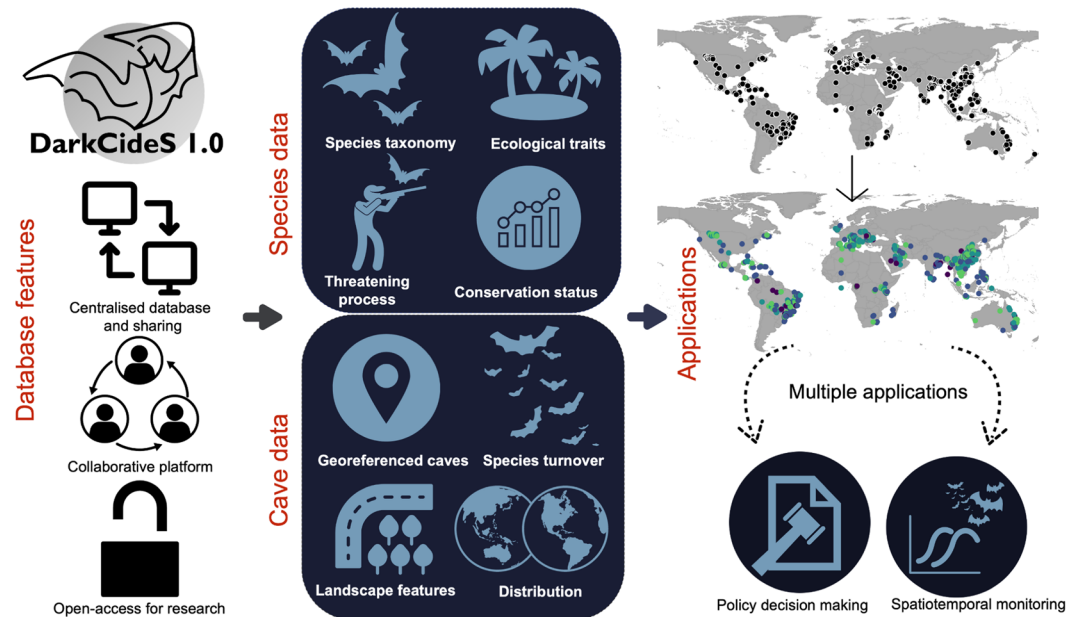 DarkCideS 1.0
Database features
Centralised database
and sharing
Collaborative platform
Open-access for research
Species data
Species taxonomy
Ecological traits
Threatening
process
Conservation status
Cave data
Georeferenced caves
Species turnover
Landscape features
Distribution
Applications
Multiple applications
Policy decision making
Spatiotemporal monitoring